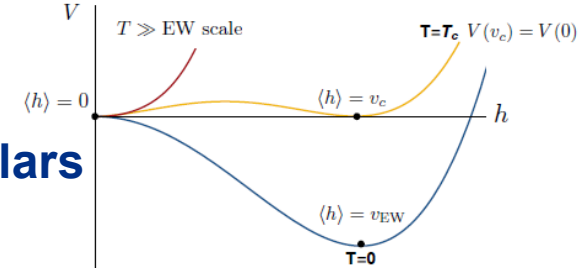 V
T ≫ EW scale
T=T_c V(v_c) = V(0)
⟨h⟩ = 0
⟨h⟩ = v_c
h
lars
⟨h⟩ = v_EW
T=0